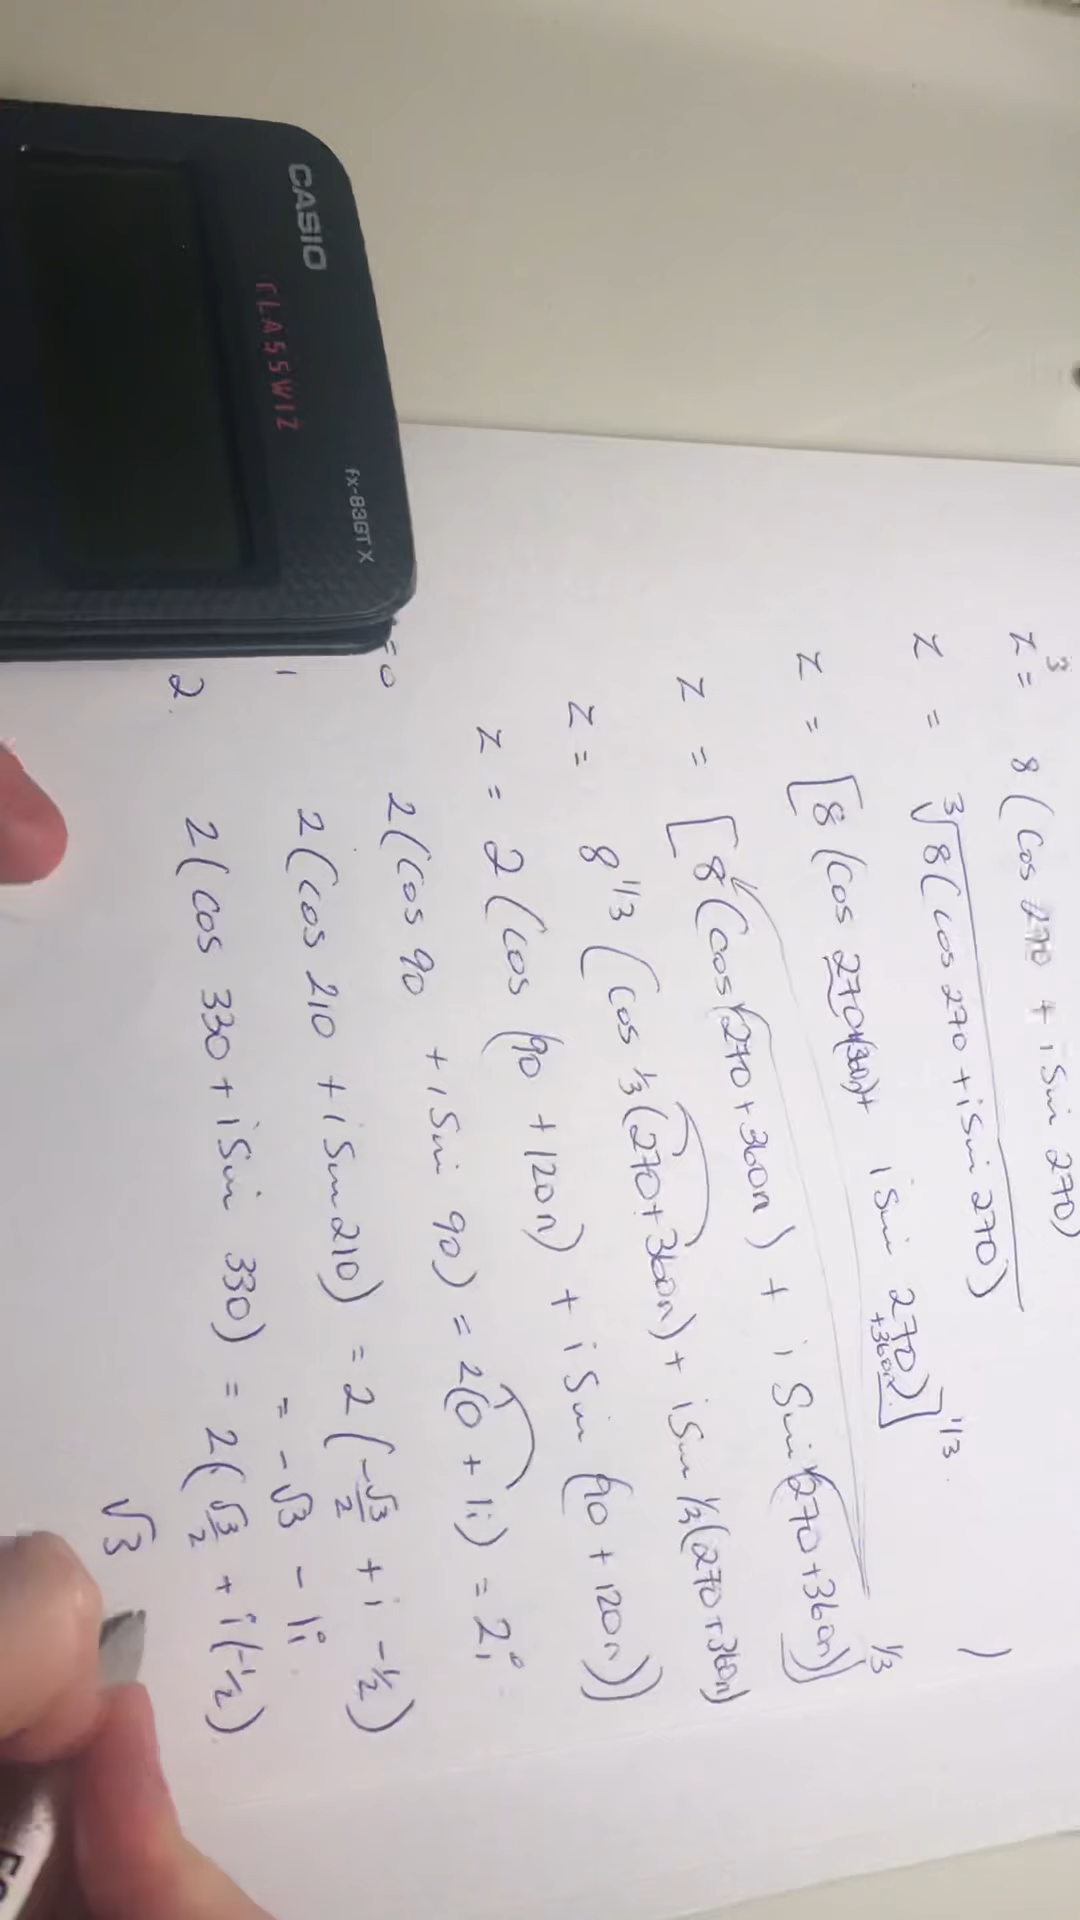 CASIO
CLASSWIZ
fx-83GT X
z³ = 8(cos 270 + i sin 270)
z = ³√8(cos 270 + i sin 270)
z = [8(cos 270+360n)+ i sin 270+360n)]^1/3
z = [8(cos(270+360n) + i sin(270+360n))]^1/3
z = 8^1/3 (cos 1/3(270+360n) + i sin 1/3(270+360n)
z = 2(cos (90 + 120n) + i sin (90 + 120n))
=0 2(cos 90 + i sin 90) = 2(0 + 1i) = 2i
1 2(cos 210 + i sin 210) = 2(-√3/2 + i -1/2)
= -√3 - 1i
2. 2(cos 330 + i sin 330) = 2(√3/2 + i(-1/2)
√3